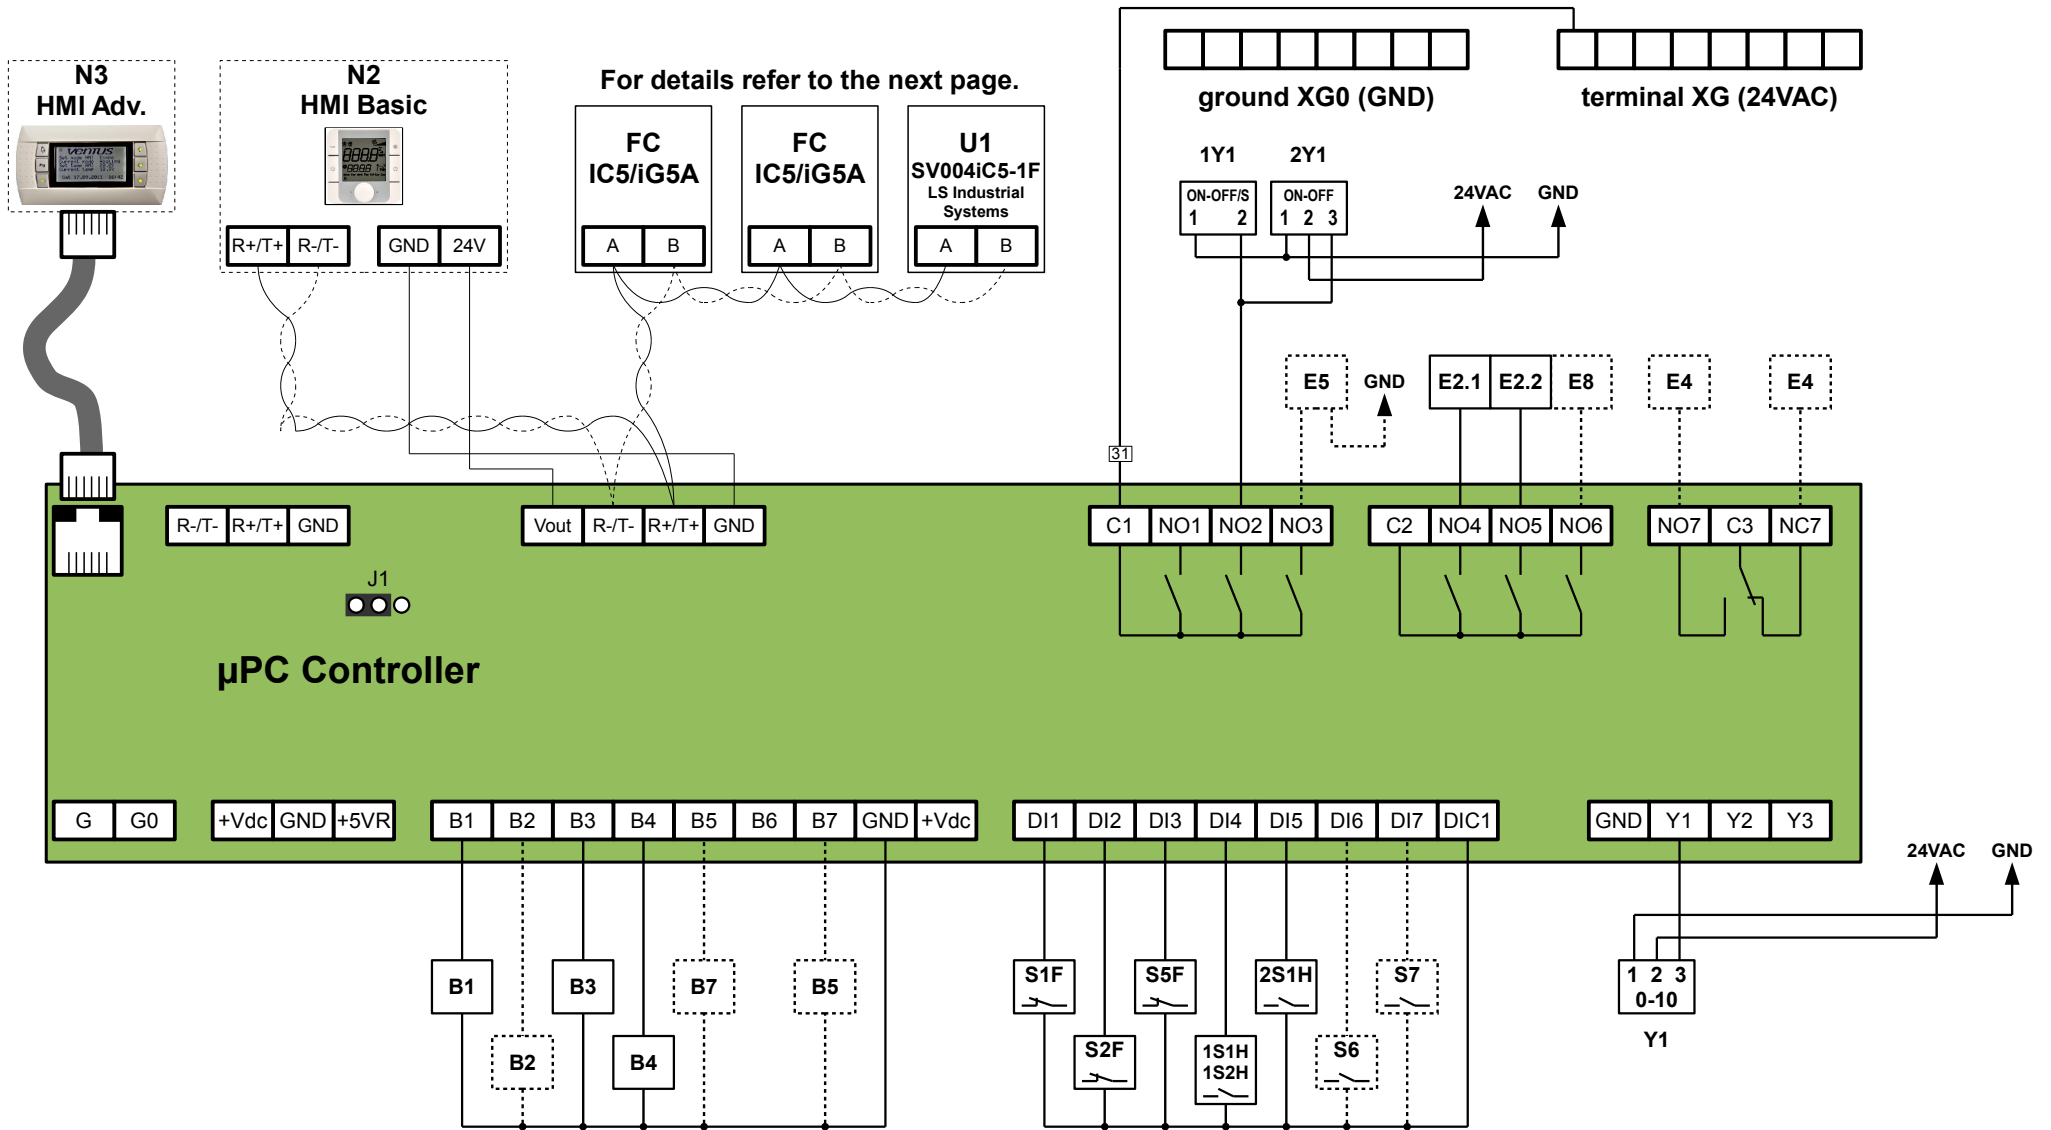 N3
HMI Adv.
ventus
N2
HMI Basic
R+/T+ R-/T- GND 24V
For details refer to the next page.
FC
IC5/iG5A
A B
FC
IC5/iG5A
A B
U1
SV004iC5-1F
LS Industrial
Systems
A B
ground XG0 (GND)
terminal XG (24VAC)
1Y1 2Y1
ON-OFF/S
1 2
ON-OFF
1 2 3
24VAC GND
E5 GND E2.1 E2.2 E8 E4 E4
31
R-/T- R+/T+ GND
Vout R-/T- R+/T+ GND
C1 NO1 NO2 NO3
C2 NO4 NO5 NO6
NO7 C3 NC7
J1
µPC Controller
G G0
+Vdc GND +5VR
B1 B2 B3 B4 B5 B6 B7 GND +Vdc
DI1 DI2 DI3 DI4 DI5 DI6 DI7 DIC1
GND Y1 Y2 Y3
24VAC GND
B1 B3 B7 B5
B2 B4
S1F S5F 2S1H S7
S2F
1S1H
1S2H
S6
1 2 3
0-10
Y1